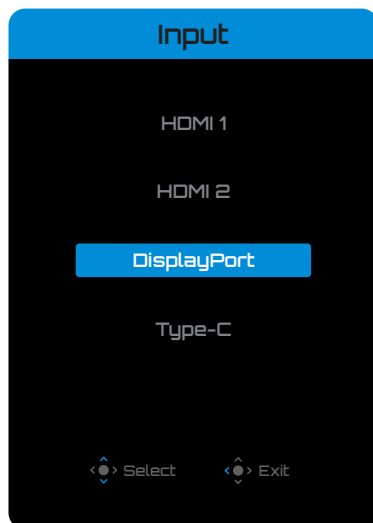 Input
HDMI 1
HDMI 2
DisplayPort
Type-C
Select Exit